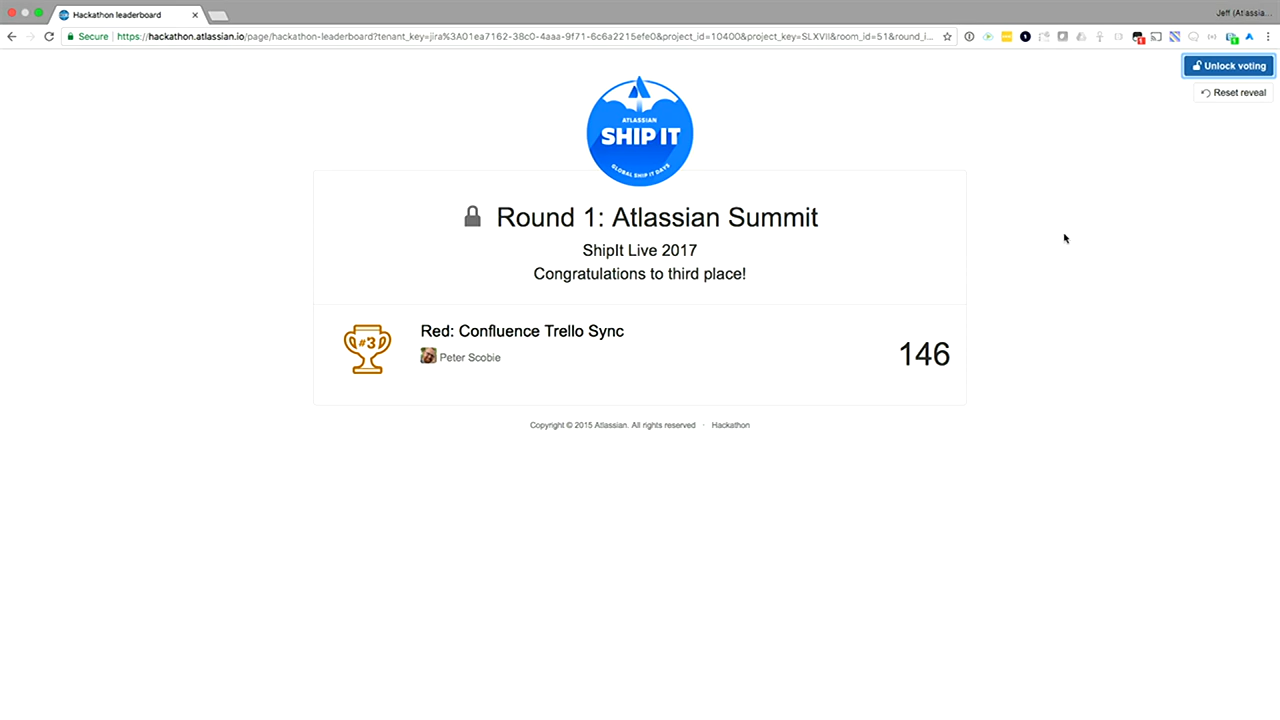 Hackathon leaderboard
Jeff (Atlassia...
Secure
https://hackathon.atlassian.io/page/hackathon-leaderboard?tenant_key=jira%3A01ea7162-38c0-4aaa-9f71-6c6a2215efe0&project_id=10400&project_key=SLXVII&room_id=51&round_i...
Unlock voting
Reset reveal
ATLASSIAN
SHIP IT
GLOBAL SHIP IT DAYS
Round 1: Atlassian Summit
ShipIt Live 2017
Congratulations to third place!
#3
Red: Confluence Trello Sync
Peter Scobie
146
Copyright © 2015 Atlassian. All rights reserved · Hackathon